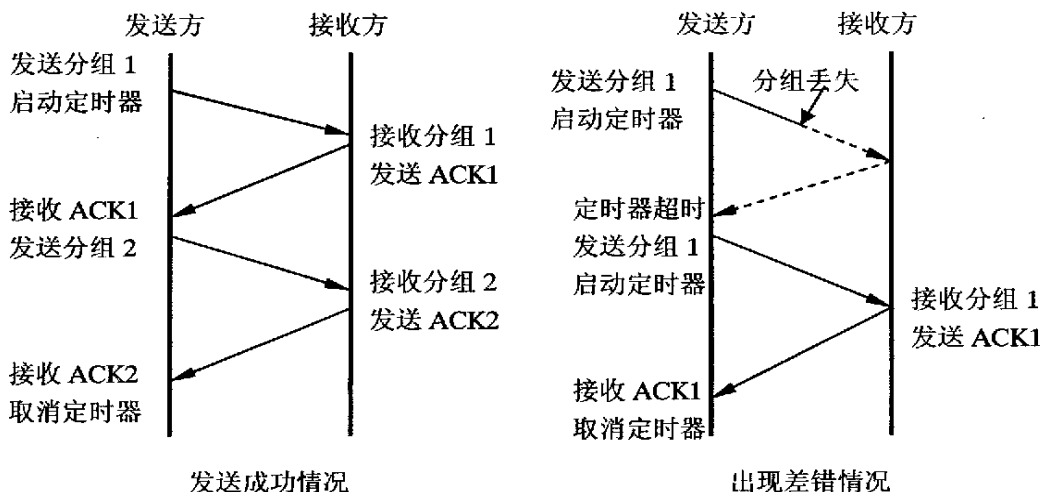 发送方
接收方
发送分组 1
启动定时器
接收分组 1
发送 ACK1
接收 ACK1
发送分组 2
接收分组 2
发送 ACK2
接收 ACK2
取消定时器
发送成功情况
发送方
接收方
发送分组 1
启动定时器
分组丢失
定时器超时
发送分组 1
启动定时器
接收分组 1
发送 ACK1
接收 ACK1
取消定时器
出现差错情况